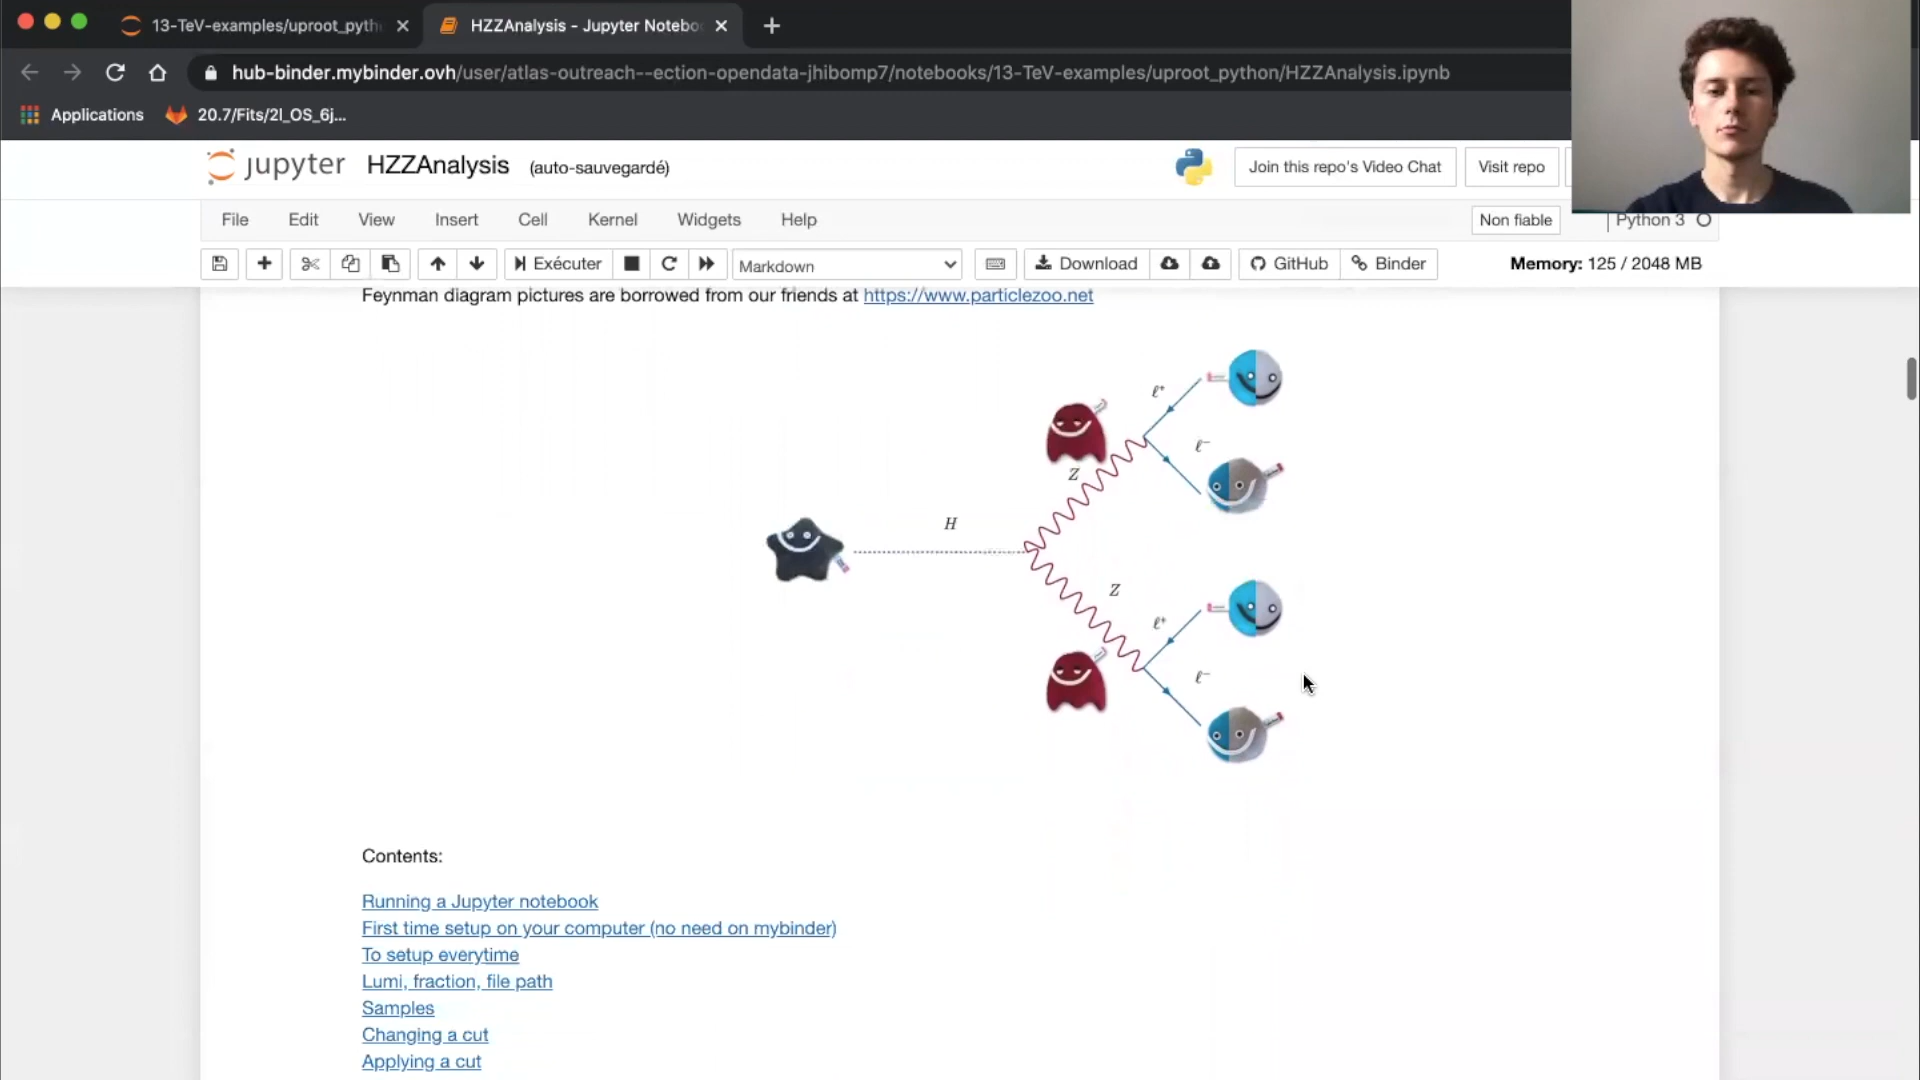 13-TeV-examples/uproot_pyth
HZZAnalysis - Jupyter Notebo
hub-binder.mybinder.ovh/user/atlas-outreach--ection-opendata-jhibomp7/notebooks/13-TeV-examples/uproot_python/HZZAnalysis.ipynb
Applications
20.7/Fits/2l_OS_6j...
jupyter
HZZAnalysis
(auto-sauvegardé)
Join this repo's Video Chat
Visit repo
File
Edit
View
Insert
Cell
Kernel
Widgets
Help
Non fiable
Python 3
Exécuter
Markdown
Download
GitHub
Binder
Memory: 125 / 2048 MB
Feynman diagram pictures are borrowed from our friends at https://www.particlezoo.net
ℓ⁺
ℓ⁻
Z
H
Z
ℓ⁺
ℓ⁻
Contents:
Running a Jupyter notebook
First time setup on your computer (no need on mybinder)
To setup everytime
Lumi, fraction, file path
Samples
Changing a cut
Applying a cut